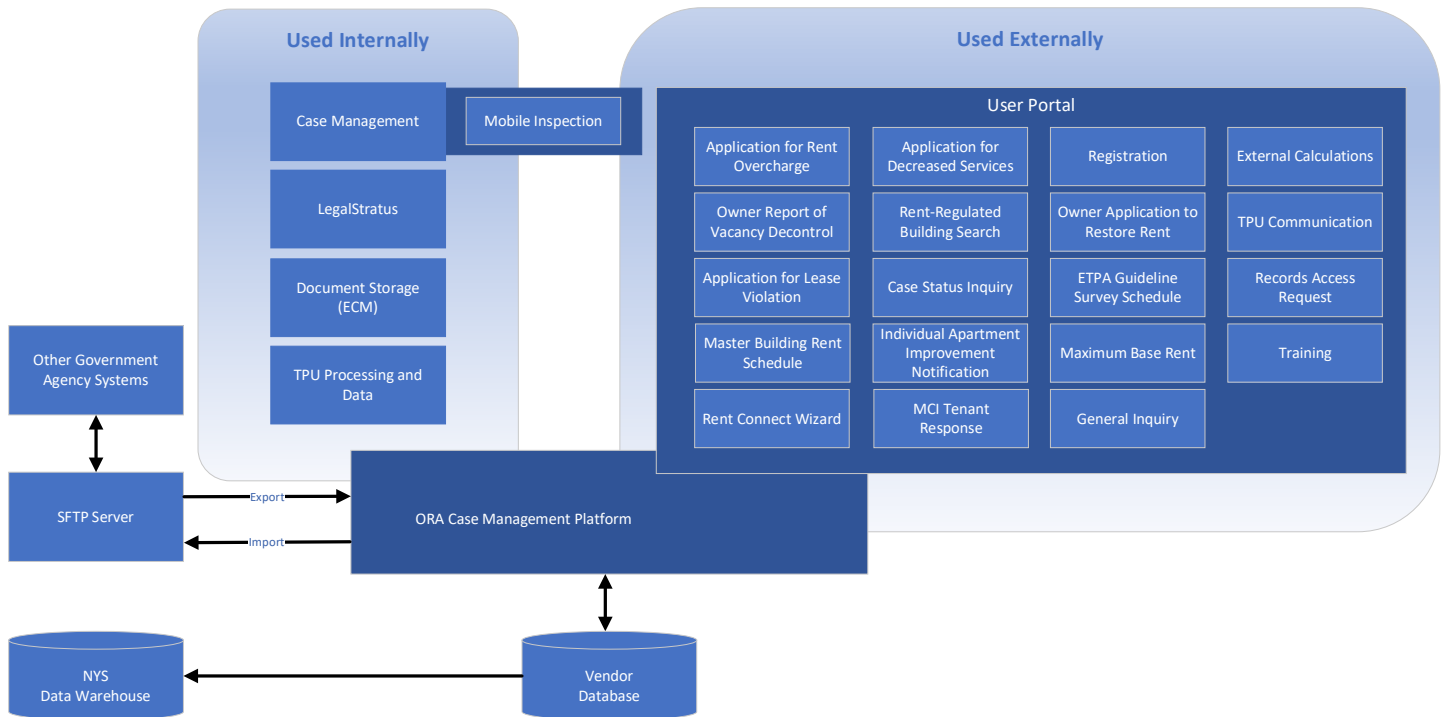 Used Internally
Used Externally
Case Management
Mobile Inspection
LegalStratus
Document Storage
(ECM)
TPU Processing and
Data
User Portal
Application for Rent
Overcharge
Application for
Decreased Services
Registration
External Calculations
Owner Report of
Vacancy Decontrol
Rent-Regulated
Building Search
Owner Application to
Restore Rent
TPU Communication
Application for Lease
Violation
Case Status Inquiry
ETPA Guideline
Survey Schedule
Records Access
Request
Master Building Rent
Schedule
Individual Apartment
Improvement
Notification
Maximum Base Rent
Training
Rent Connect Wizard
MCI Tenant
Response
General Inquiry
Other Government
Agency Systems
SFTP Server
Export
Import
ORA Case Management Platform
NYS
Data Warehouse
Vendor
Database